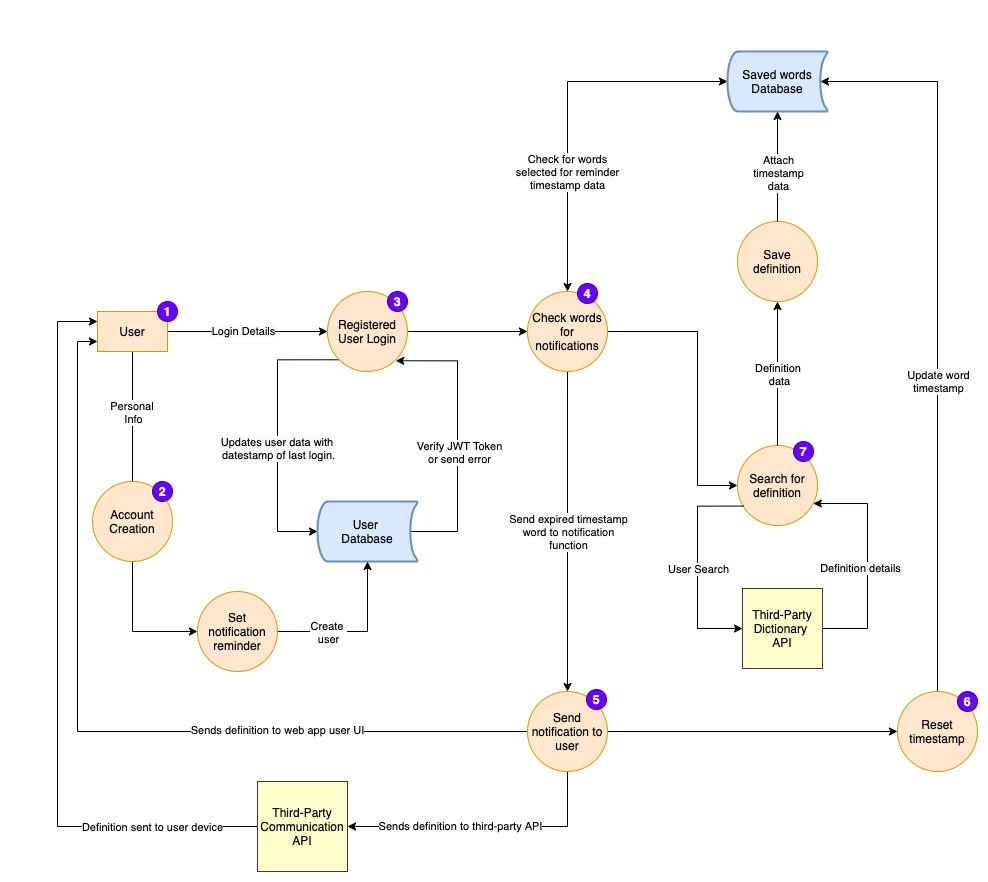 Saved words
Database
Check for words
selected for reminder
timestamp data
Attach
timestamp
data
Save
definition
1
User
Login Details
3
Registered
User Login
4
Check words
for
notifications
Definition
data
Update word
timestamp
Personal
Info
Updates user data with
datestamp of last login.
Verify JWT Token
or send error
7
Search for
definition
2
Account
Creation
User
Database
Send expired timestamp
word to notification
function
User Search
Definition details
Set
notification
reminder
Create
user
Third-Party
Dictionary
API
5
Send
notification to
user
Sends definition to web app user UI
6
Reset
timestamp
Third-Party
Communication
API
Definition sent to user device
Sends definition to third-party API